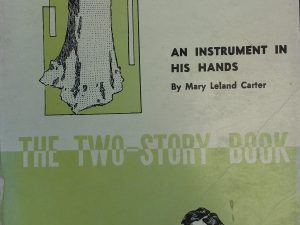 AN INSTRUMENT IN
HIS HANDS
By Mary Leland Carter
THE TWO-STORY BOOK